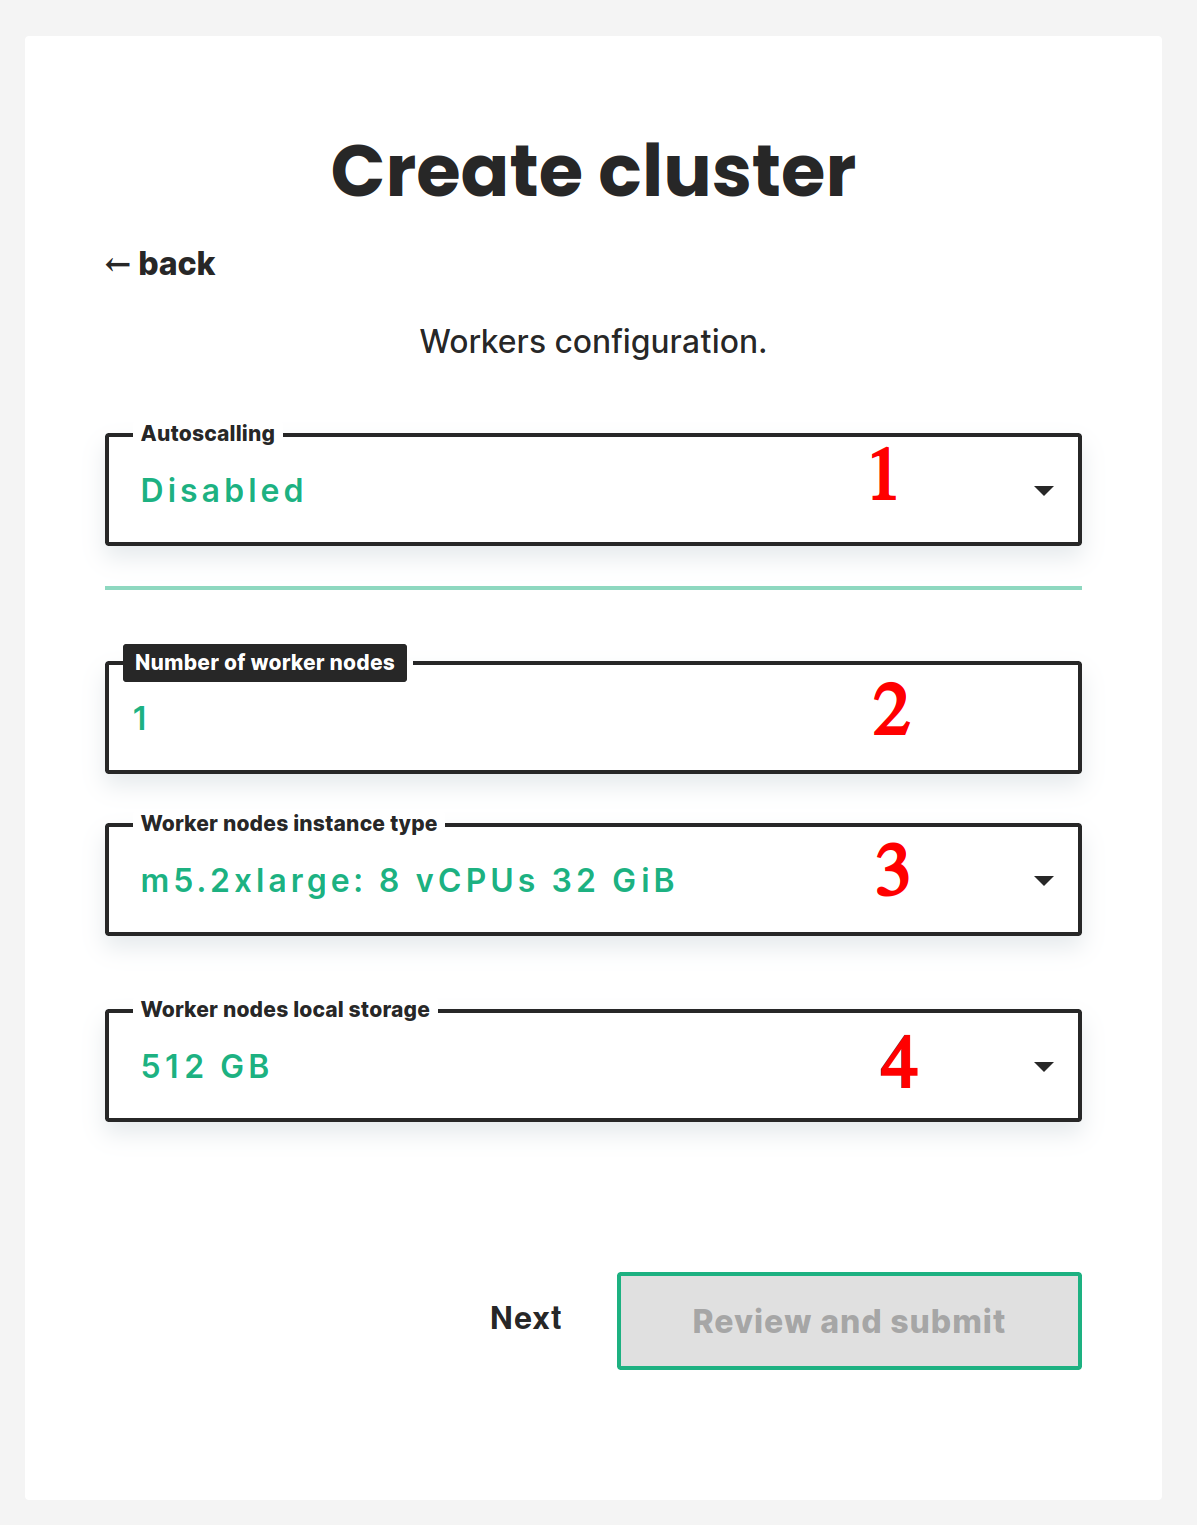 Create cluster
← back
Workers configuration.
Autoscalling
Disabled
1
Number of worker nodes
1
2
Worker nodes instance type
m5.2xlarge: 8 vCPUs 32 GiB
3
Worker nodes local storage
512 GB
4
Next
Review and submit